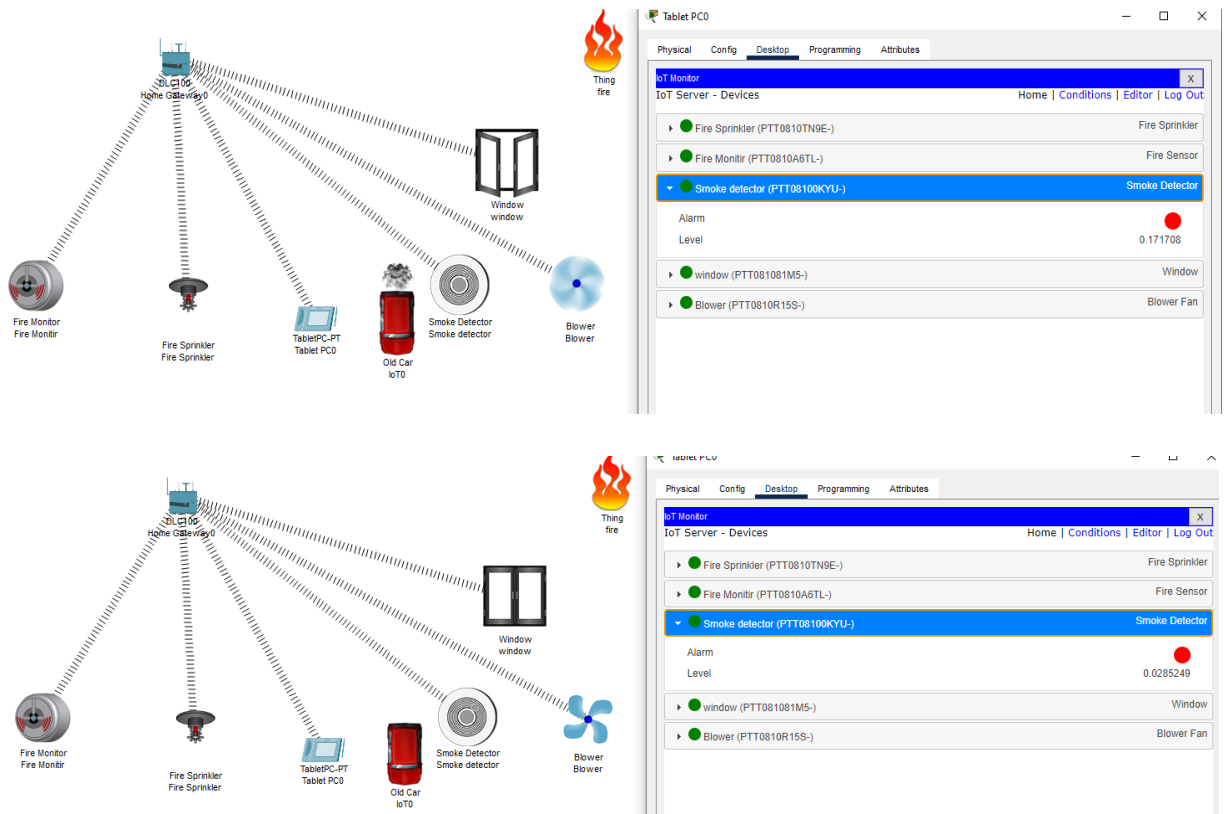 DLC100
Home Gateway0
Thing
fire
Window
window
Fire Monitor
Fire Monitir
Fire Sprinkler
Fire Sprinkler
TabletPC-PT
Tablet PC0
Old Car
IoT0
Smoke Detector
Smoke detector
Blower
Blower
Tablet PC0
Physical Config Desktop Programming Attributes
IoT Monitor X
IoT Server - Devices Home | Conditions | Editor | Log Out
Fire Sprinkler (PTT0810TN9E-) Fire Sprinkler
Fire Monitir (PTT0810A6TL-) Fire Sensor
Smoke detector (PTT08100KYU-) Smoke Detector
Alarm
Level 0.171708
window (PTT081081M5-) Window
Blower (PTT0810R15S-) Blower Fan
DLC100
Home Gateway0
Thing
fire
Window
window
Fire Monitor
Fire Monitir
Fire Sprinkler
Fire Sprinkler
TabletPC-PT
Tablet PC0
Old Car
IoT0
Smoke Detector
Smoke detector
Blower
Blower
Tablet PC0
Physical Config Desktop Programming Attributes
IoT Monitor X
IoT Server - Devices Home | Conditions | Editor | Log Out
Fire Sprinkler (PTT0810TN9E-) Fire Sprinkler
Fire Monitir (PTT0810A6TL-) Fire Sensor
Smoke detector (PTT08100KYU-) Smoke Detector
Alarm
Level 0.0285249
window (PTT081081M5-) Window
Blower (PTT0810R15S-) Blower Fan